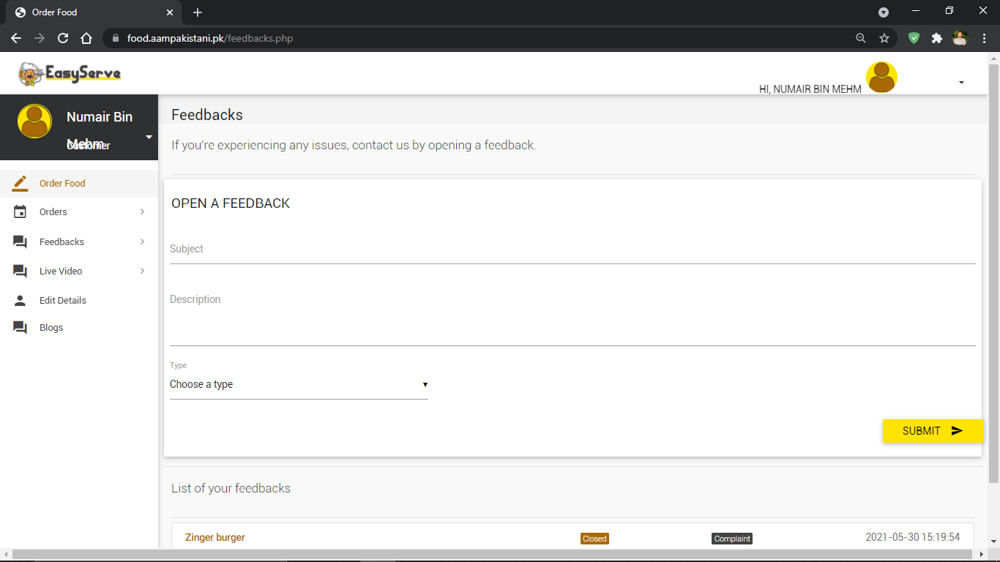 Order Food
food.aampakistani.pk/feedbacks.php
EasyServe
HI, NUMAIR BIN MEHM
Numair Bin
Mehm
Customer
Order Food
Orders
Feedbacks
Live Video
Edit Details
Blogs
Feedbacks
If you're experiencing any issues, contact us by opening a feedback.
OPEN A FEEDBACK
Subject
Description
Type
Choose a type
SUBMIT
List of your feedbacks
Zinger burger Closed Complaint 2021-05-30 15:19:54